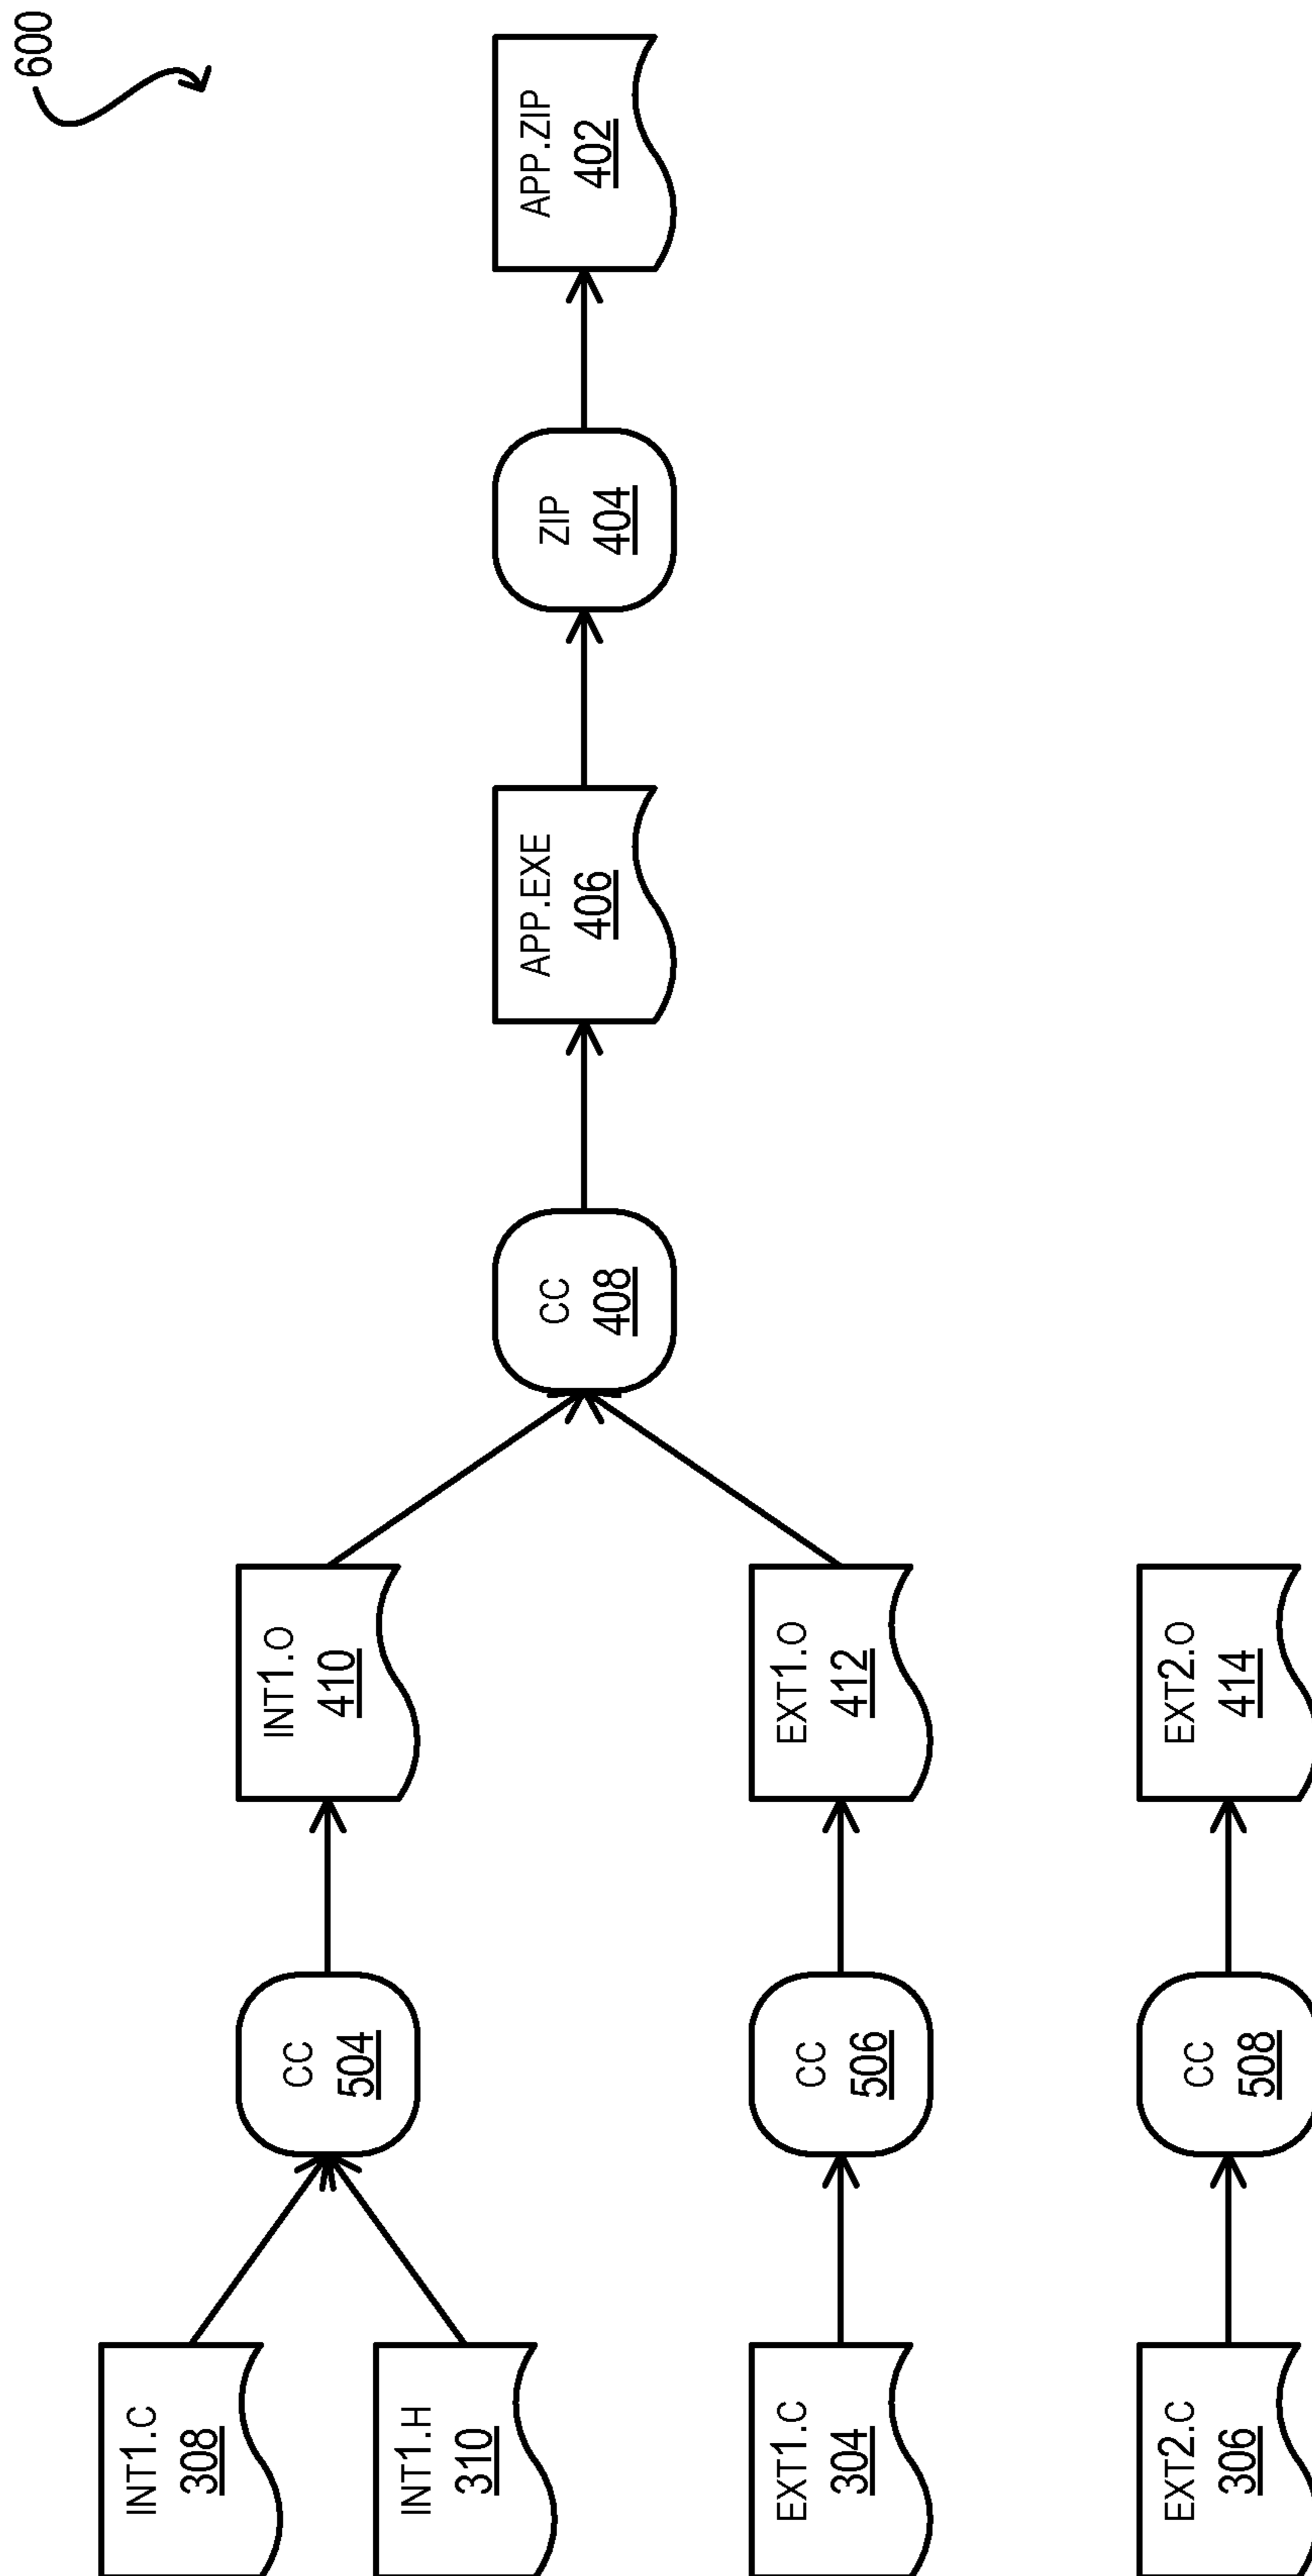 600
INT1.C
308
INT1.H
310
CC
504
INT1.O
410
EXT1.C
304
CC
506
EXT1.O
412
CC
408
APP.EXE
406
ZIP
404
APP.ZIP
402
EXT2.C
306
CC
508
EXT2.O
414